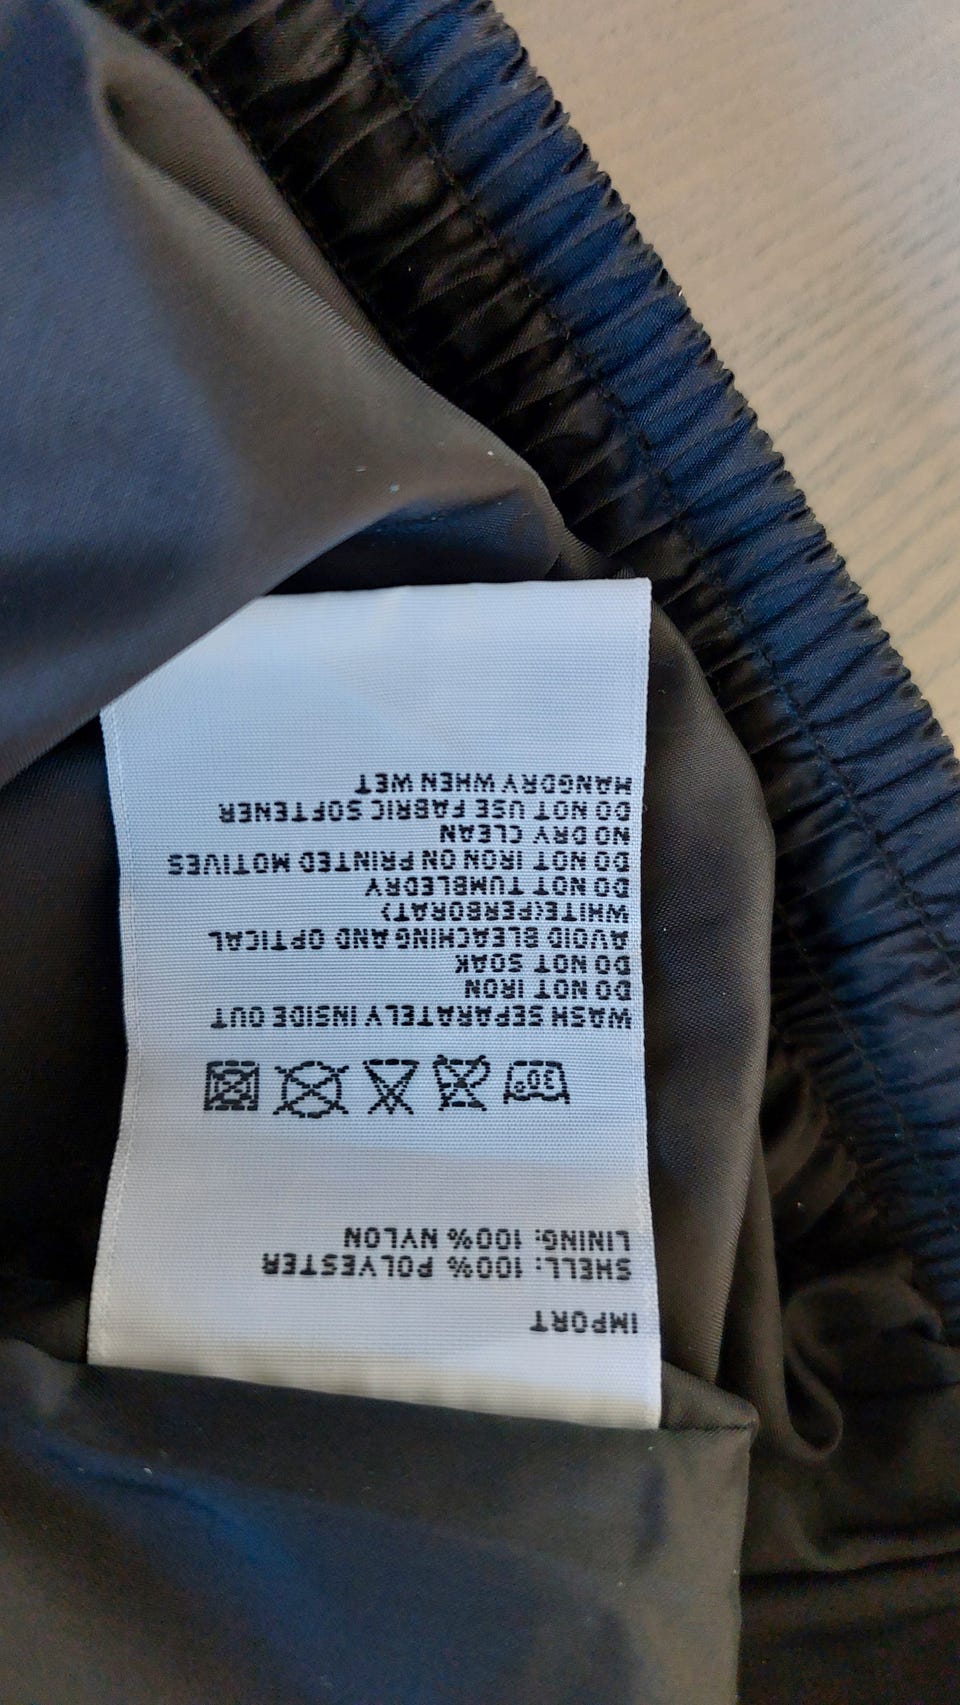 IMPORT
SHELL: 100% POLYESTER
LINING: 100% NYLON
30°
WASH SEPARATELY INSIDE OUT
DO NOT IRON
DO NOT SOAK
AVOID BLEACHING AND OPTICAL
WHITE(PERBORAT)
DO NOT TUMBLEDRY
DO NOT IRON ON PRINTED MOTIVES
NO DRY CLEAN
DO NOT USE FABRIC SOFTENER
HANGDRY WHEN WET